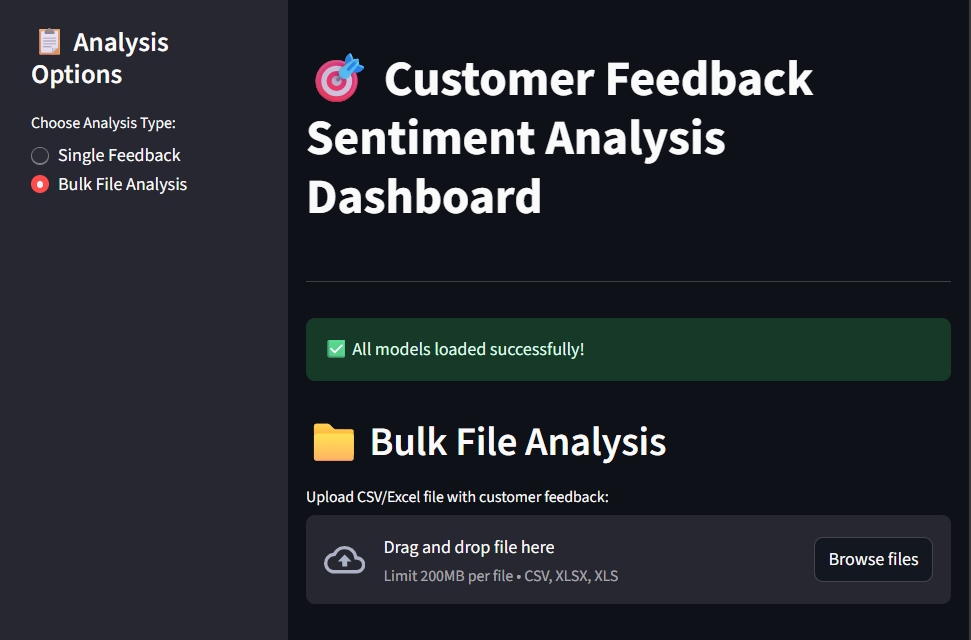 📋 Analysis
Options
Choose Analysis Type:
Single Feedback
Bulk File Analysis
🎯 Customer Feedback
Sentiment Analysis
Dashboard
✅ All models loaded successfully!
📁 Bulk File Analysis
Upload CSV/Excel file with customer feedback:
Drag and drop file here
Limit 200MB per file • CSV, XLSX, XLS
Browse files